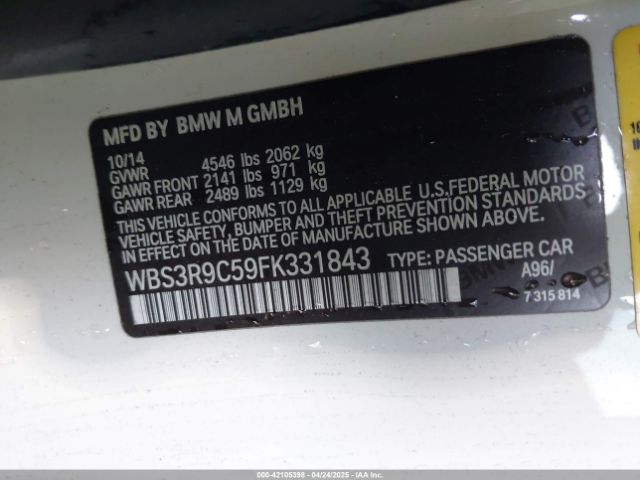 MFD BY BMW M GMBH
10/14
GVWR 4546 lbs 2062 kg
GAWR FRONT 2141 lbs 971 kg
GAWR REAR 2489 lbs 1129 kg
THIS VEHICLE CONFORMS TO ALL APPLICABLE U.S.FEDERAL MOTOR
VEHICLE SAFETY, BUMPER AND THEFT PREVENTION STANDARDS
IN EFFECT ON THE DATE OF MANUFACTURE SHOWN ABOVE.
WBS3R9C59FK331843 TYPE: PASSENGER CAR
A96/
7 315 814
000-42105398 - 04/24/2025 - IAAI.COM